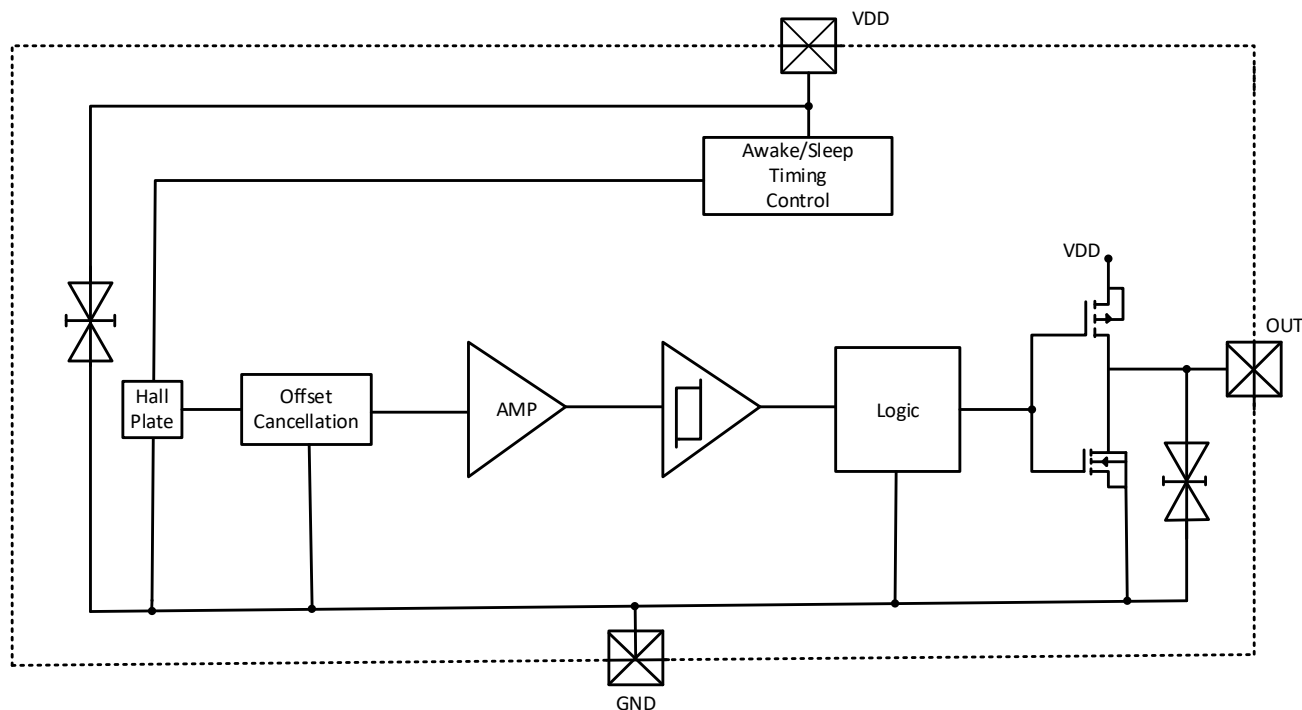 VDD
Awake/Sleep
Timing
Control
VDD
OUT
Hall
Plate
Offset
Cancellation
AMP
Logic
GND